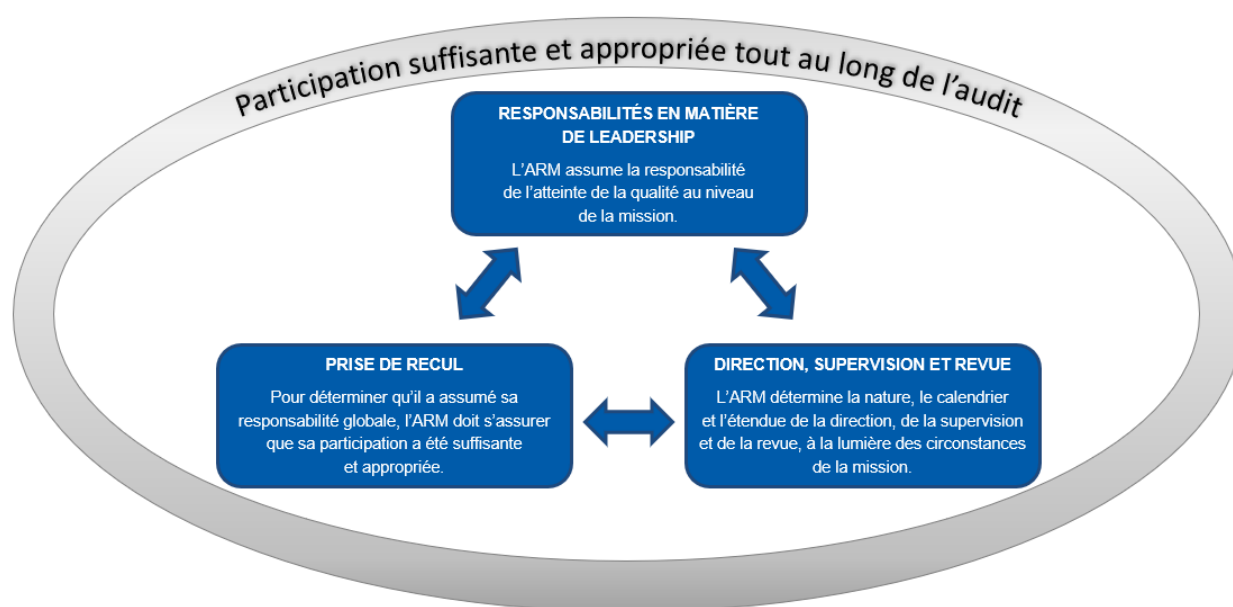 Participation suffisante et appropriée tout au long de l’audit
RESPONSABILITÉS EN MATIÈRE
DE LEADERSHIP
L’ARM assume la responsabilité
de l’atteinte de la qualité au niveau
de la mission.
PRISE DE RECUL
Pour déterminer qu’il a assumé sa
responsabilité globale, l’ARM doit s’assurer
que sa participation a été suffisante
et appropriée.
DIRECTION, SUPERVISION ET REVUE
L’ARM détermine la nature, le calendrier
et l’étendue de la direction, de la supervision
et de la revue, à la lumière des circonstances
de la mission.